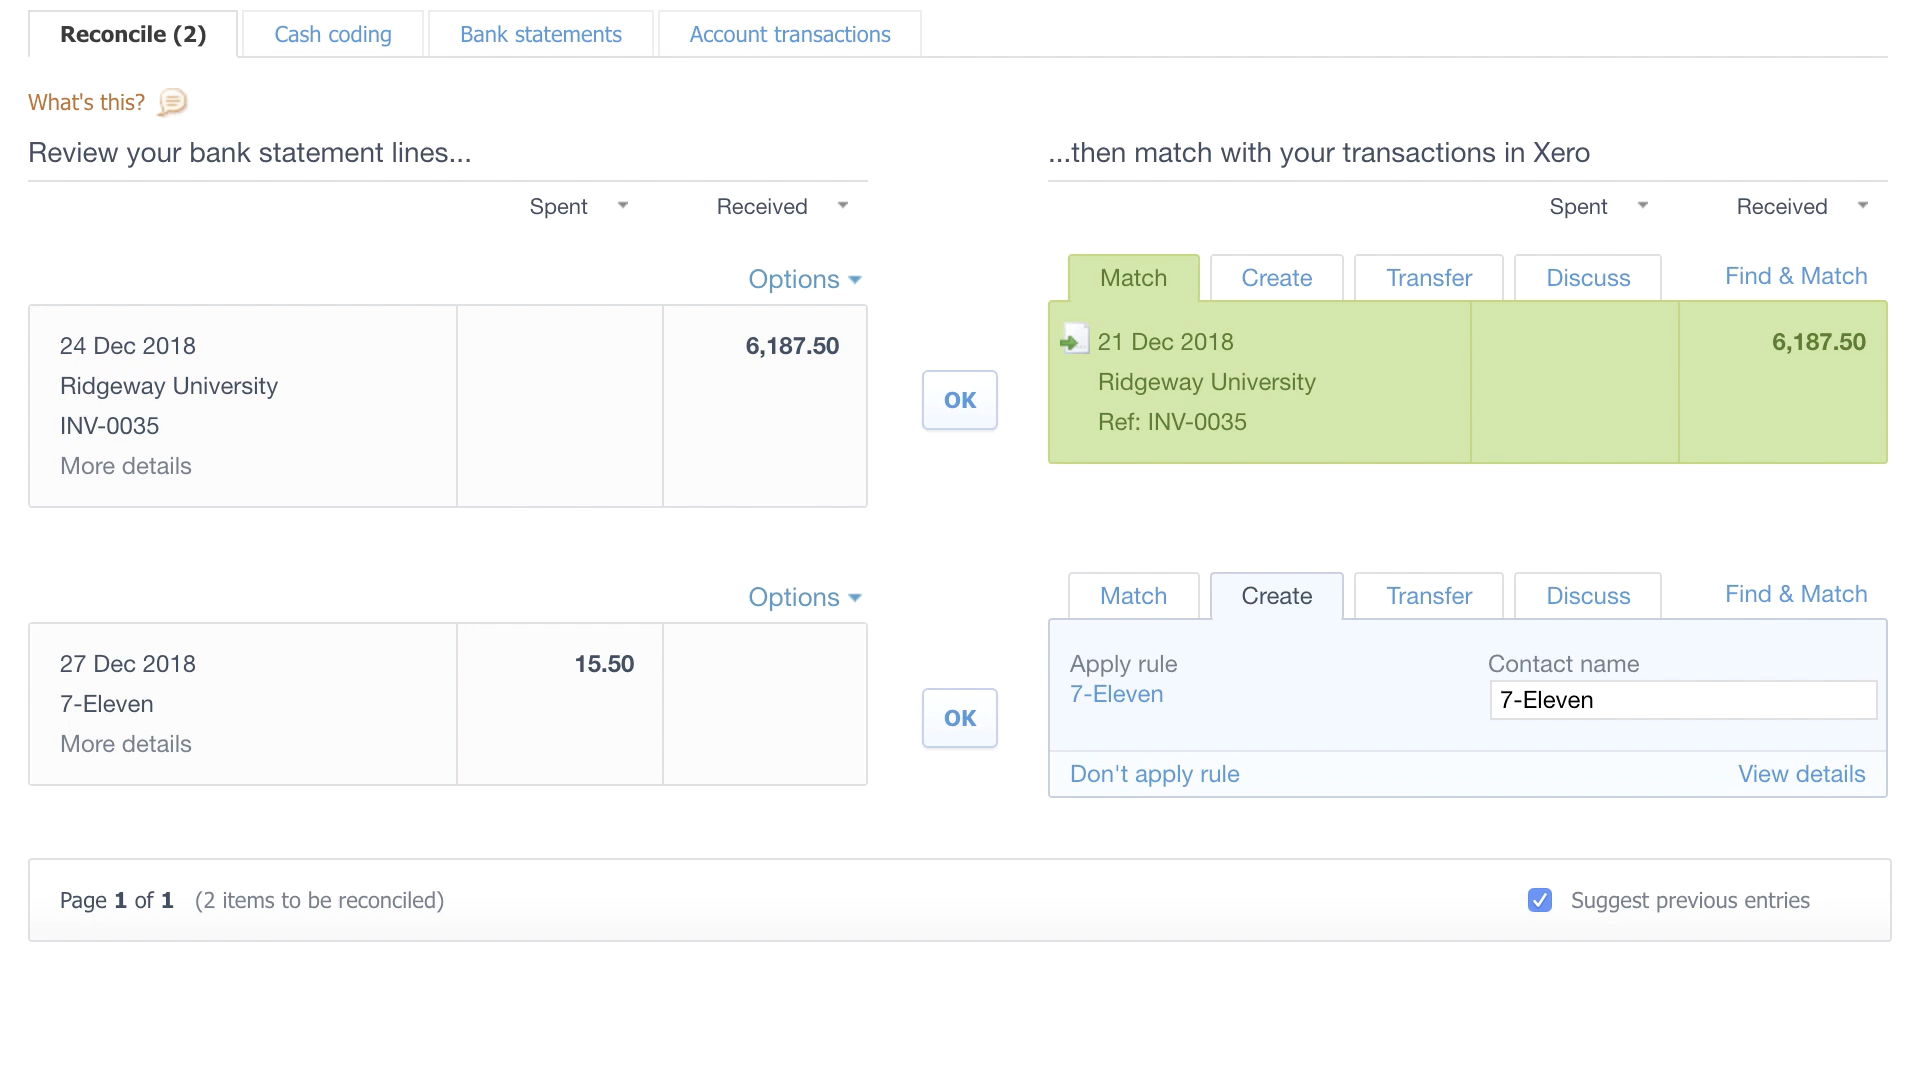 Reconcile (2) Cash coding Bank statements Account transactions
What's this?
Review your bank statement lines...
Spent Received
Options
24 Dec 2018 6,187.50
Ridgeway University
INV-0035
More details
OK
...then match with your transactions in Xero
Spent Received
Match Create Transfer Discuss Find & Match
21 Dec 2018 6,187.50
Ridgeway University
Ref: INV-0035
Options
27 Dec 2018 15.50
7-Eleven
More details
OK
Match Create Transfer Discuss Find & Match
Apply rule Contact name
7-Eleven 7-Eleven
Don't apply rule View details
Page 1 of 1 (2 items to be reconciled) Suggest previous entries